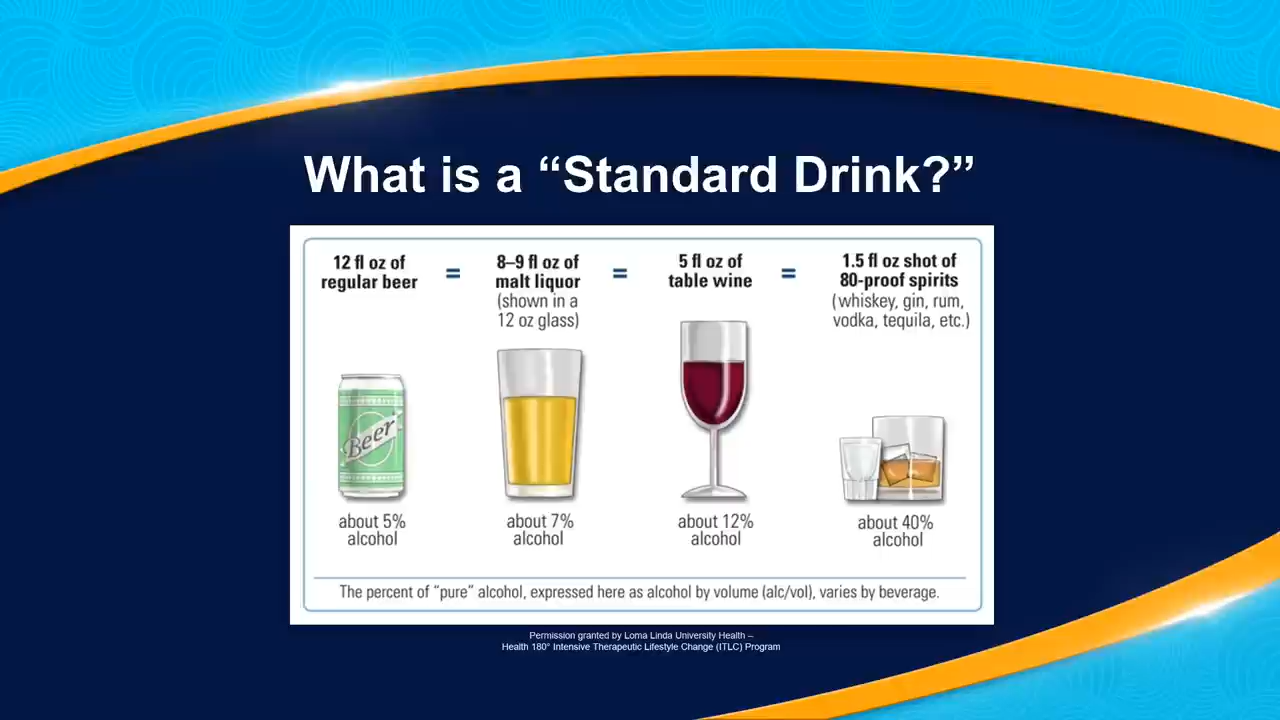 What is a “Standard Drink?”
12 fl oz of
regular beer
=
8–9 fl oz of
malt liquor
(shown in a
12 oz glass)
=
5 fl oz of
table wine
=
1.5 fl oz shot of
80-proof spirits
(whiskey, gin, rum,
vodka, tequila, etc.)
Beer
about 5%
alcohol
about 7%
alcohol
about 12%
alcohol
about 40%
alcohol
The percent of “pure” alcohol, expressed here as alcohol by volume (alc/vol), varies by beverage.
Permission granted by Loma Linda University Health –
Health 180° Intensive Therapeutic Lifestyle Change (ITLC) Program